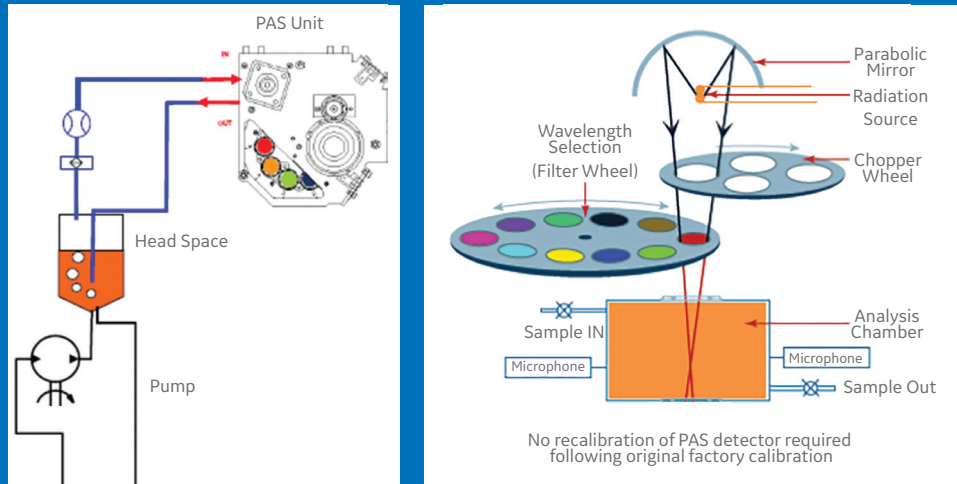 PAS Unit
IN
OUT
Head Space
Pump
Parabolic
Mirror
Radiation
Source
Wavelength
Selection
(Filter Wheel)
Chopper
Wheel
Sample IN
Analysis
Chamber
Microphone
Microphone
Sample Out
No recalibration of PAS detector required
following original factory calibration